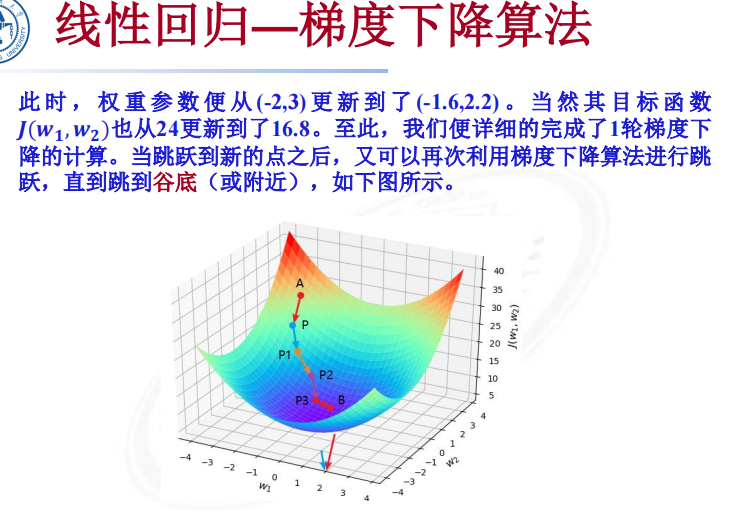 UNIVERSITY
线性回归—梯度下降算法
此时，权重参数便从(-2,3)更新到了(-1.6,2.2)。当然其目标函数
J(w₁,w₂)也从24更新到了16.8。至此，我们便详细的完成了1轮梯度下
降的计算。当跳跃到新的点之后，又可以再次利用梯度下降算法进行跳
跃，直到跳到谷底（或附近），如下图所示。
A
P
P1
P2
P3
B
40
35
30
25
20
15
10
5
J(w₁, w₂)
4
3
2
1
0
−1
−2
−3
−4
w₂
−4
−3
−2
−1
0
1
2
3
4
w₁